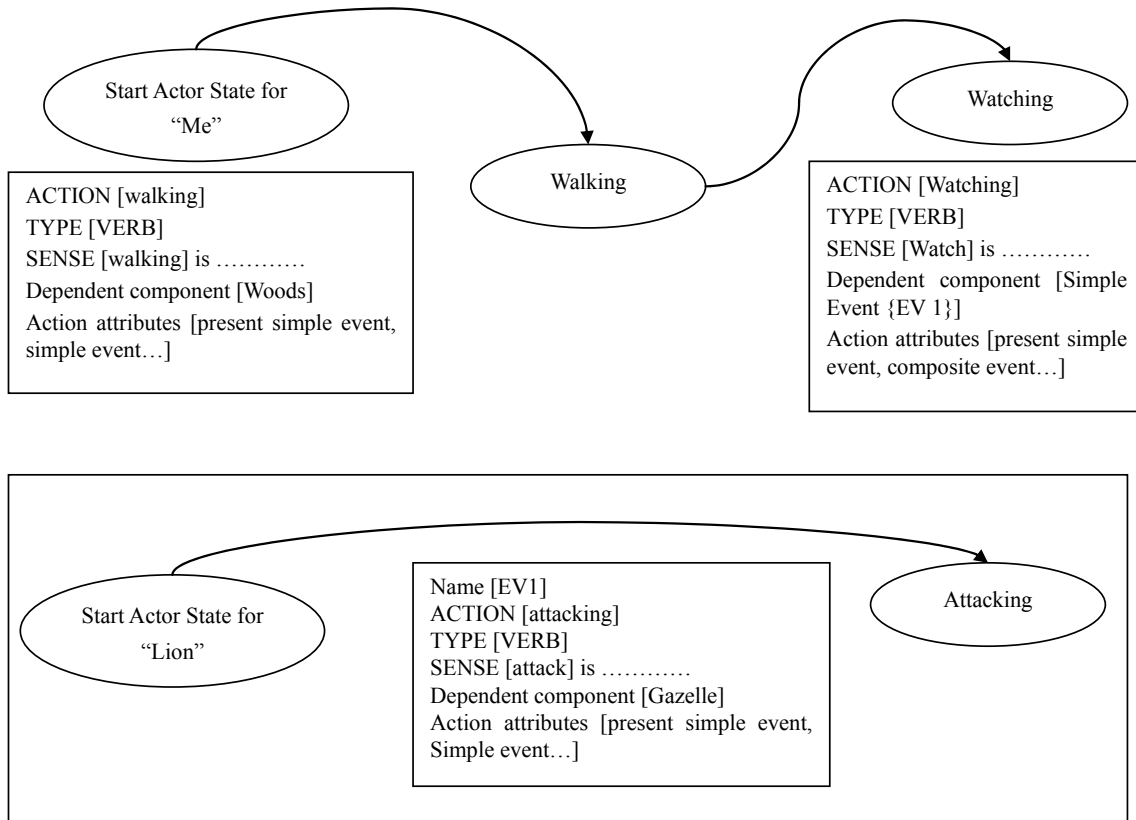 Start Actor State for
“Me”
Walking
Watching
ACTION [walking]
TYPE [VERB]
SENSE [walking] is …………
Dependent component [Woods]
Action attributes [present simple event,
simple event…]
ACTION [Watching]
TYPE [VERB]
SENSE [Watch] is …………
Dependent component [Simple
Event {EV 1}]
Action attributes [present simple
event, composite event…]
Start Actor State for
“Lion”
Name [EV1]
ACTION [attacking]
TYPE [VERB]
SENSE [attack] is …………
Dependent component [Gazelle]
Action attributes [present simple event,
Simple event…]
Attacking